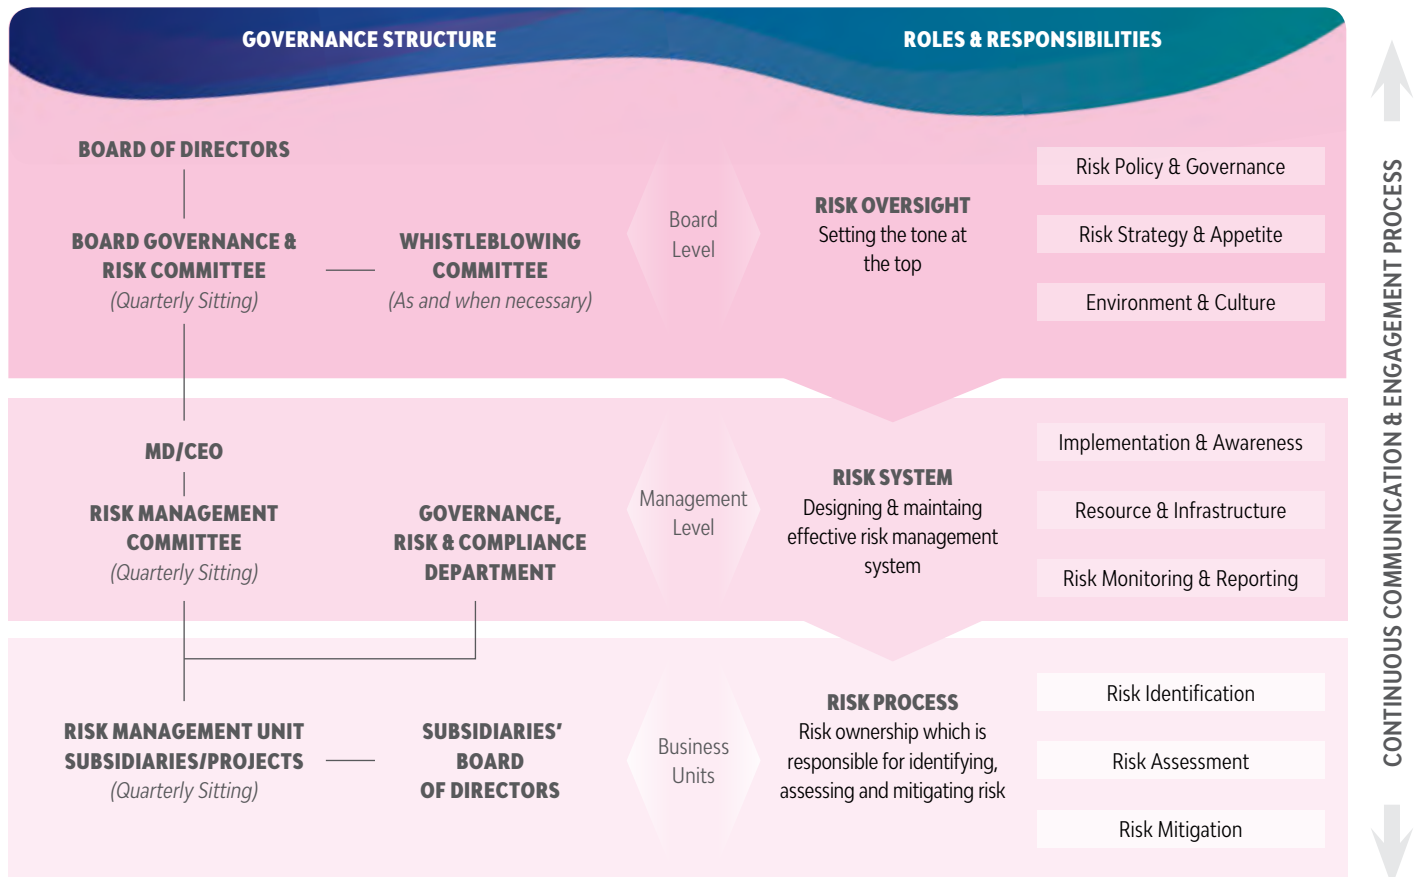 GOVERNANCE STRUCTURE
ROLES & RESPONSIBILITIES
BOARD OF DIRECTORS
BOARD GOVERNANCE &
RISK COMMITTEE
(Quarterly Sitting)
WHISTLEBLOWING
COMMITTEE
(As and when necessary)
Board
Level
RISK OVERSIGHT
Setting the tone at
the top
Risk Policy & Governance
Risk Strategy & Appetite
Environment & Culture
MD/CEO
RISK MANAGEMENT
COMMITTEE
(Quarterly Sitting)
GOVERNANCE,
RISK & COMPLIANCE
DEPARTMENT
Management
Level
RISK SYSTEM
Designing & maintaing
effective risk management
system
Implementation & Awareness
Resource & Infrastructure
Risk Monitoring & Reporting
RISK MANAGEMENT UNIT
SUBSIDIARIES/PROJECTS
(Quarterly Sitting)
SUBSIDIARIES’
BOARD
OF DIRECTORS
Business
Units
RISK PROCESS
Risk ownership which is
responsible for identifying,
assessing and mitigating risk
Risk Identification
Risk Assessment
Risk Mitigation
CONTINUOUS COMMUNICATION & ENGAGEMENT PROCESS